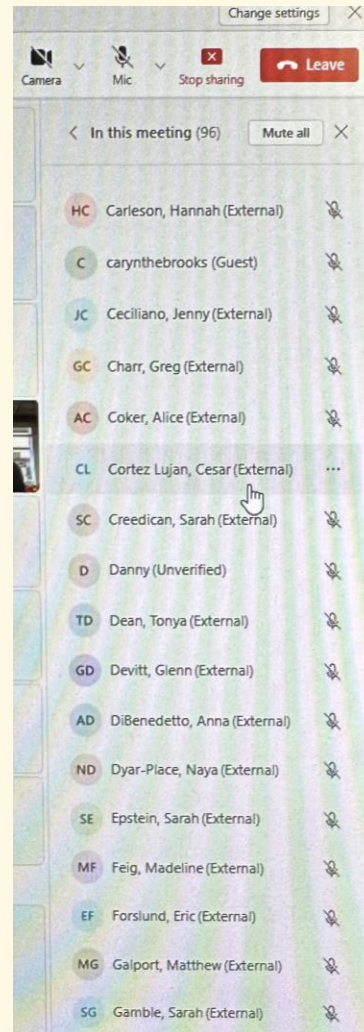 Change settings
Camera
Mic
Stop sharing
Leave
In this meeting (96)
Mute all
HC Carleson, Hannah (External)
C carynthebrooks (Guest)
JC Ceciliano, Jenny (External)
GC Charr, Greg (External)
AC Coker, Alice (External)
CL Cortez Lujan, Cesar (External)
SC Creedican, Sarah (External)
D Danny (Unverified)
TD Dean, Tonya (External)
GD Devitt, Glenn (External)
AD DiBenedetto, Anna (External)
ND Dyar-Place, Naya (External)
SE Epstein, Sarah (External)
MF Feig, Madeline (External)
EF Forslund, Eric (External)
MG Galport, Matthew (External)
SG Gamble, Sarah (External)